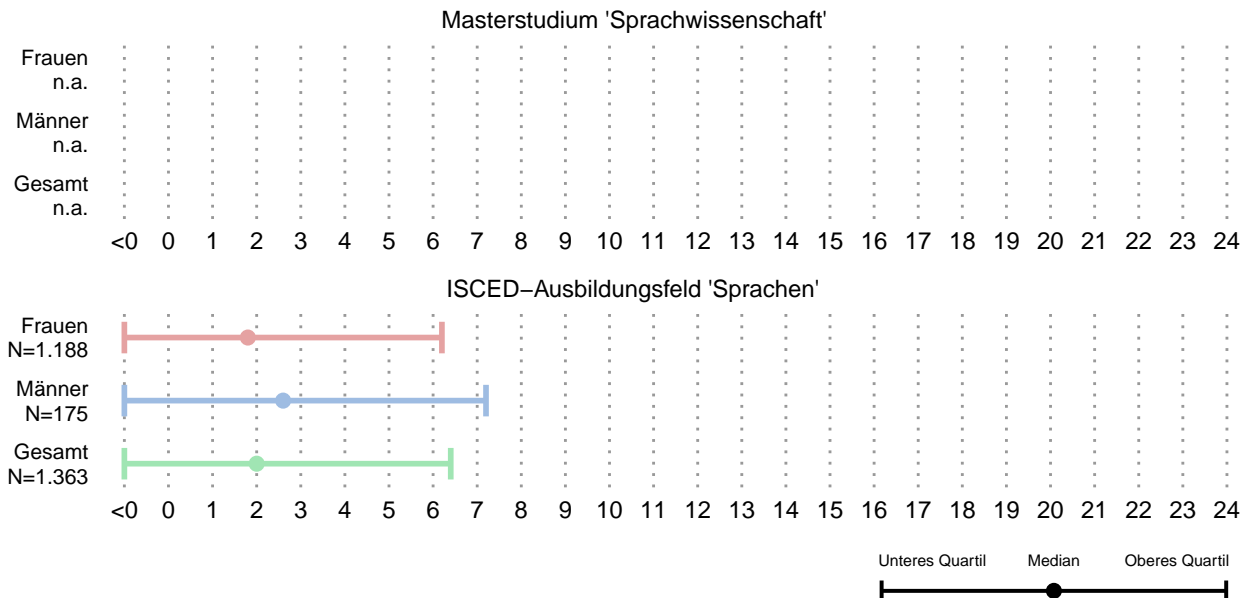 Masterstudium 'Sprachwissenschaft'
Frauen
n.a.
Männer
n.a.
Gesamt
n.a.
<0 0 1 2 3 4 5 6 7 8 9 10 11 12 13 14 15 16 17 18 19 20 21 22 23 24
ISCED−Ausbildungsfeld 'Sprachen'
Frauen
N=1.188
Männer
N=175
Gesamt
N=1.363
<0 0 1 2 3 4 5 6 7 8 9 10 11 12 13 14 15 16 17 18 19 20 21 22 23 24
Unteres Quartil Median Oberes Quartil